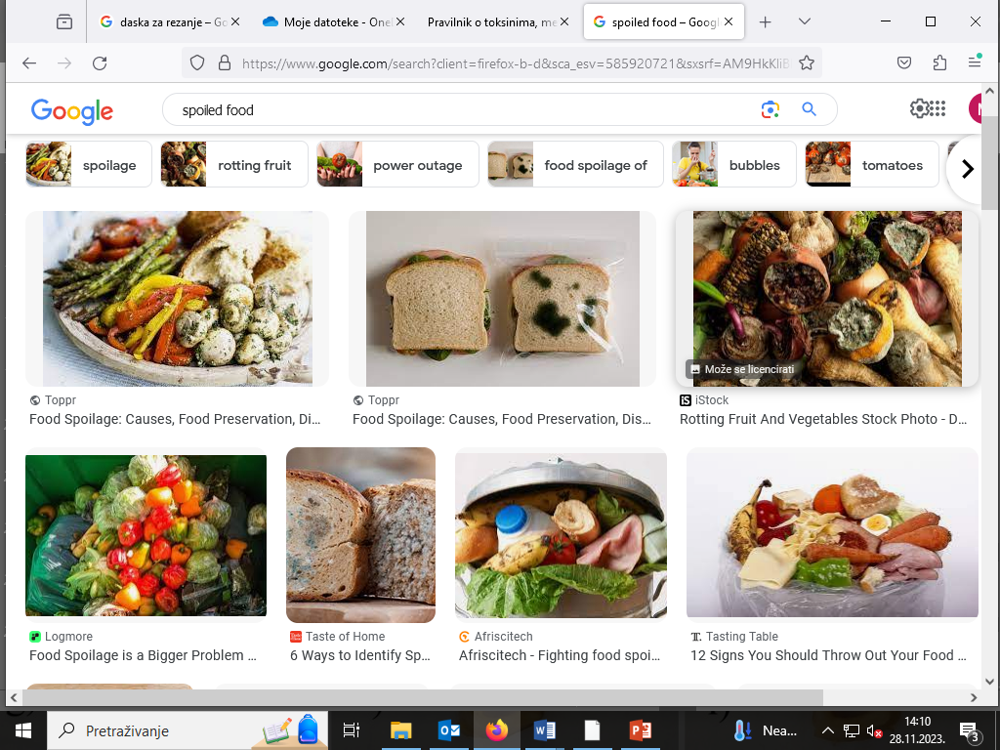 daska za rezanje – Go
Moje datoteke - OneD
Pravilnik o toksinima, me
spoiled food – Google
https://www.google.com/search?client=firefox-b-d&sca_esv=585920721&sxsrf=AM9HkKliB
Google
spoiled food
spoilage
rotting fruit
power outage
food spoilage of
bubbles
tomatoes
Može se licencirati
Toppr
Food Spoilage: Causes, Food Preservation, Di...
Toppr
Food Spoilage: Causes, Food Preservation, Dis...
iStock
Rotting Fruit And Vegetables Stock Photo - D...
Logmore
Food Spoilage is a Bigger Problem ...
Taste of Home
6 Ways to Identify Sp...
Afriscitech
Afriscitech - Fighting food spoi...
Tasting Table
12 Signs You Should Throw Out Your Food ...
Pretraživanje
Nea...
14:10
28.11.2023.
3